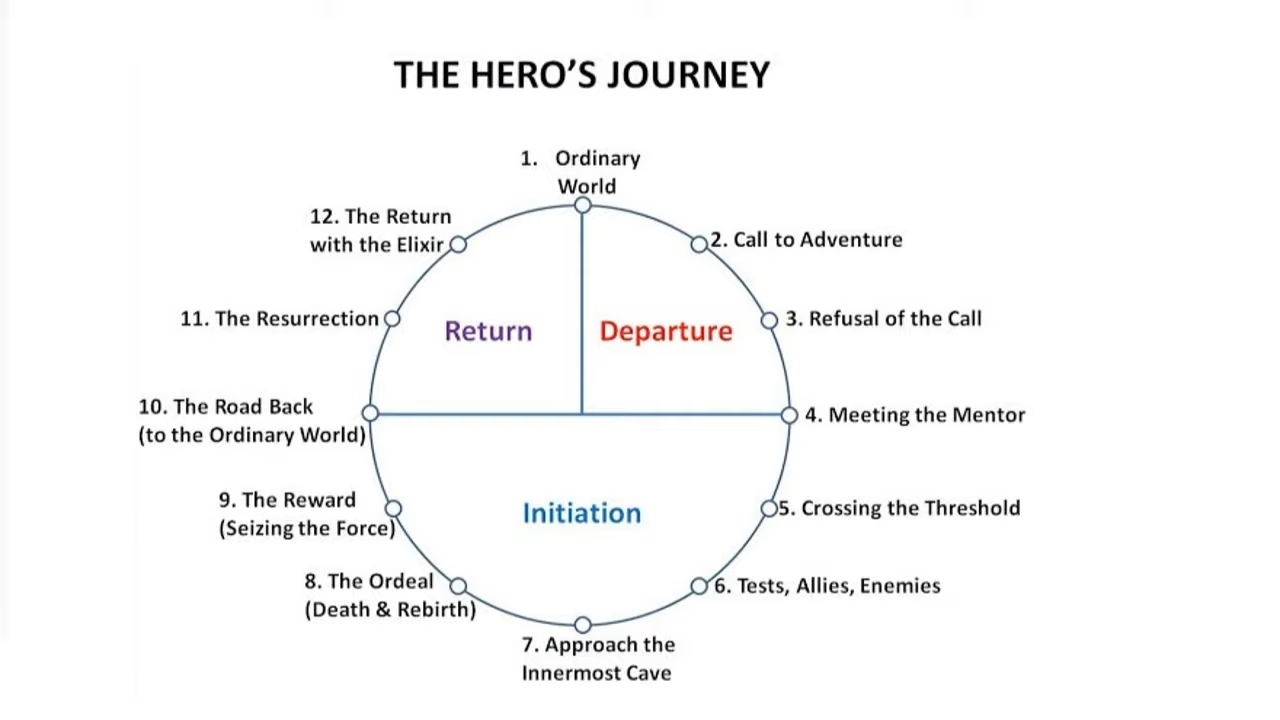 THE HERO’S JOURNEY
1. Ordinary
World
2. Call to Adventure
3. Refusal of the Call
4. Meeting the Mentor
5. Crossing the Threshold
6. Tests, Allies, Enemies
7. Approach the
Innermost Cave
8. The Ordeal
(Death & Rebirth)
9. The Reward
(Seizing the Force)
10. The Road Back
(to the Ordinary World)
11. The Resurrection
12. The Return
with the Elixir
Return
Departure
Initiation